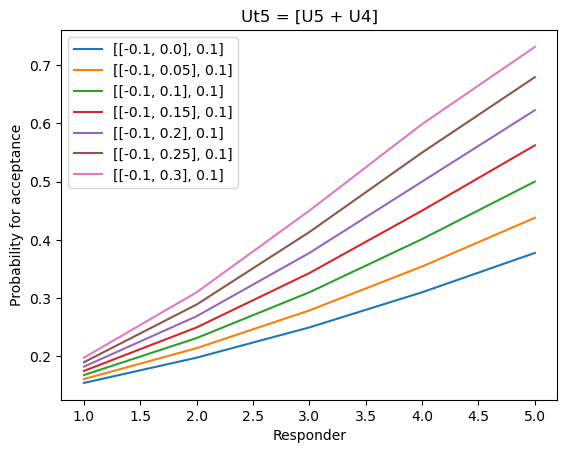 Ut5 = [U5 + U4]
[[-0.1, 0.0], 0.1]
[[-0.1, 0.05], 0.1]
[[-0.1, 0.1], 0.1]
[[-0.1, 0.15], 0.1]
[[-0.1, 0.2], 0.1]
[[-0.1, 0.25], 0.1]
[[-0.1, 0.3], 0.1]
Probability for acceptance
0.7
0.6
0.5
0.4
0.3
0.2
1.0 1.5 2.0 2.5 3.0 3.5 4.0 4.5 5.0
Responder